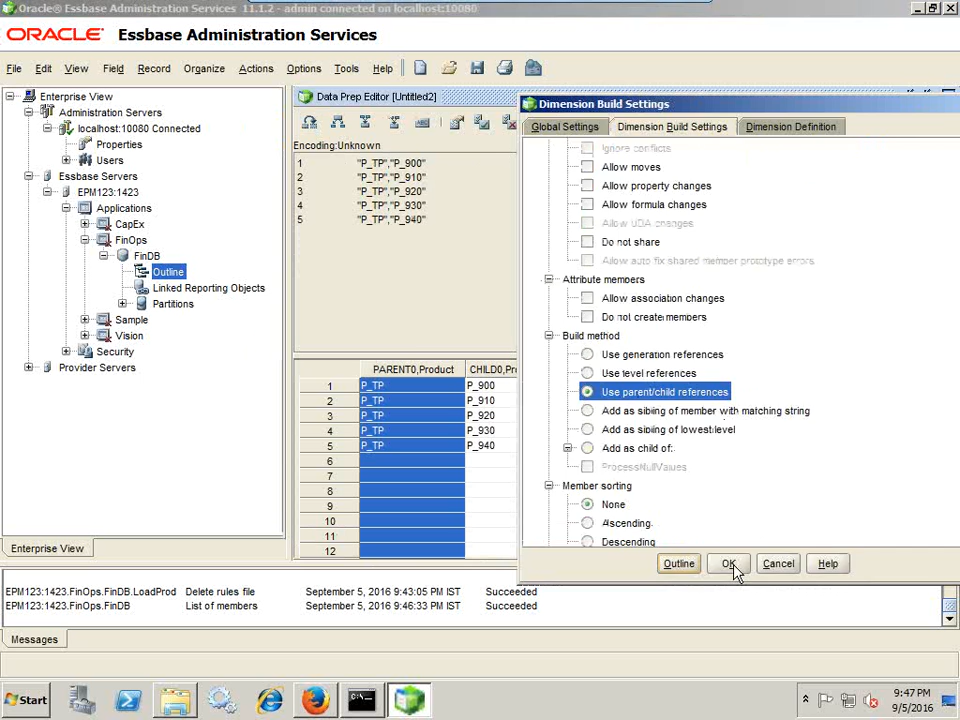 Oracle® Essbase Administration Services - 11.1.2 - admin connected on localhost:10080
ORACLE® Essbase Administration Services
File Edit View Field Record Organize Actions Options Tools Help
Enterprise View
Administration Servers
localhost:10080 Connected
Properties
Users
Essbase Servers
EPM123:1423
Applications
CapEx
FinOps
FinDB
Outline
Linked Reporting Objects
Partitions
Sample
Vision
Security
Provider Servers
Enterprise View
Data Prep Editor [Untitled2]
Encoding:Unknown
1 "P_TP","P_900"
2 "P_TP","P_910"
3 "P_TP","P_920"
4 "P_TP","P_930"
5 "P_TP","P_940"
PARENT0,Product CHILD0,Pr
1 P_TP P_900
2 P_TP P_910
3 P_TP P_920
4 P_TP P_930
5 P_TP P_940
6
7
8
9
10
11
12
Dimension Build Settings
Global Settings Dimension Build Settings Dimension Definition
Ignore conflicts
Allow moves
Allow property changes
Allow formula changes
Allow UDA changes
Do not share
Allow auto fix shared member prototype errors
Attribute members
Allow association changes
Do not create members
Build method
Use generation references
Use level references
Use parent/child references
Add as sibling of member with matching string
Add as sibling of lowest level
Add as child of:
ProcessNullValues
Member sorting
None
Ascending
Descending
Outline OK Cancel Help
EPM123:1423.FinOps.FinDB.LoadProd Delete rules file September 5, 2016 9:43:05 PM IST Succeeded
EPM123:1423.FinOps.FinDB List of members September 5, 2016 9:46:33 PM IST Succeeded
Messages
Start
9:47 PM
9/5/2016